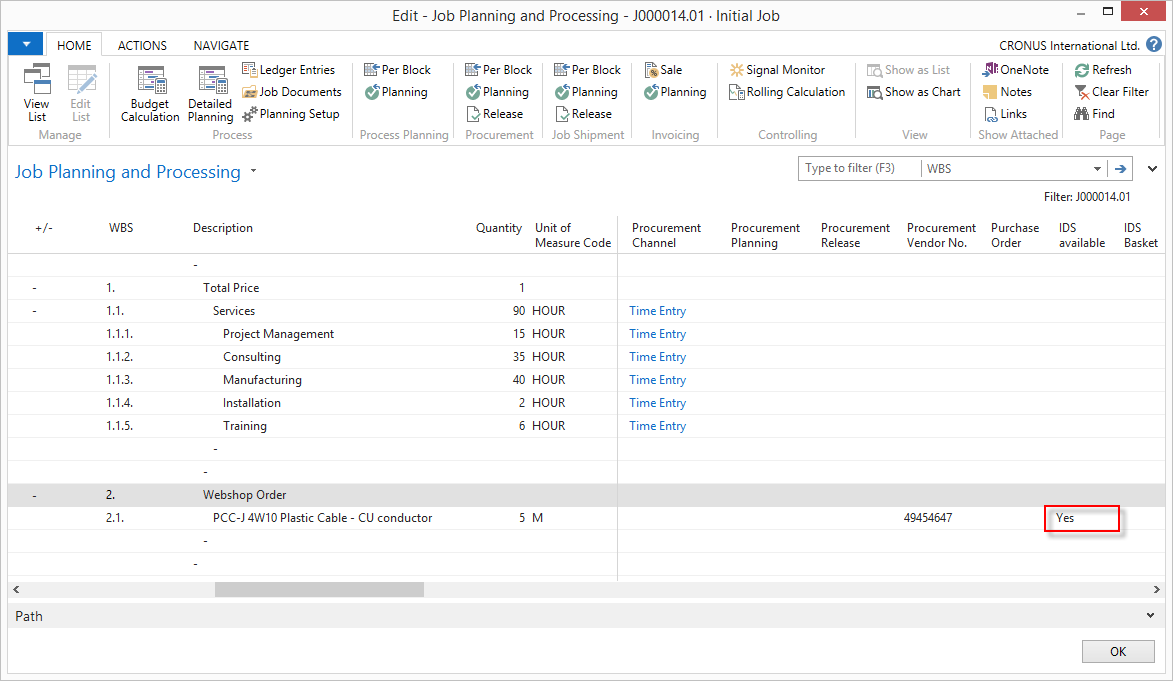 Edit - Job Planning and Processing - J000014.01 · Initial Job
HOME ACTIONS NAVIGATE CRONUS International Ltd. ?
View List
Edit List
Manage
Budget Calculation
Detailed Planning
Ledger Entries
Job Documents
Planning Setup
Process
Per Block
Planning
Process Planning
Per Block
Planning
Release
Procurement
Per Block
Planning
Release
Job Shipment
Sale
Planning
Invoicing
Signal Monitor
Rolling Calculation
Controlling
Show as List
Show as Chart
View
OneNote
Notes
Links
Show Attached
Refresh
Clear Filter
Find
Page
Job Planning and Processing
Type to filter (F3) WBS
Filter: J000014.01
+/- WBS Description Quantity Unit of Measure Code Procurement Channel Procurement Planning Procurement Release Procurement Vendor No. Purchase Order IDS available IDS Basket
-
- 1. Total Price 1
- 1.1. Services 90 HOUR Time Entry
1.1.1. Project Management 15 HOUR Time Entry
1.1.2. Consulting 35 HOUR Time Entry
1.1.3. Manufacturing 40 HOUR Time Entry
1.1.4. Installation 2 HOUR Time Entry
1.1.5. Training 6 HOUR Time Entry
-
-
- 2. Webshop Order
2.1. PCC-J 4W10 Plastic Cable - CU conductor 5 M 49454647 Yes
-
-
Path
OK